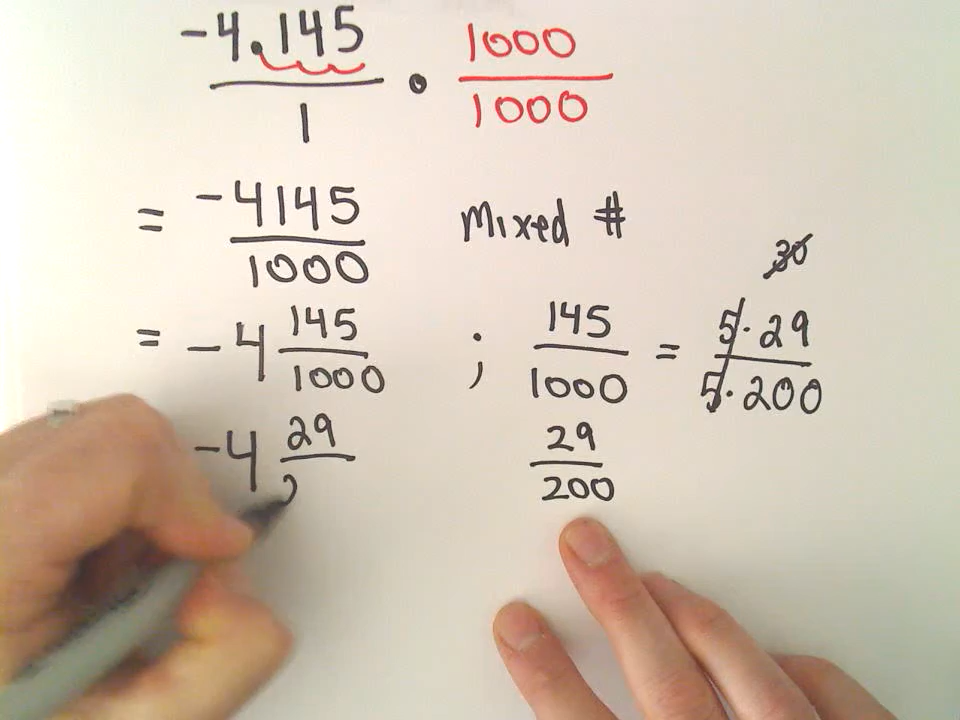 -4.145/1 • 1000/1000
= -4145/1000 Mixed #
30
= -4 145/1000 ; 145/1000 = 5·29/5·200
-4 29/ 29/200